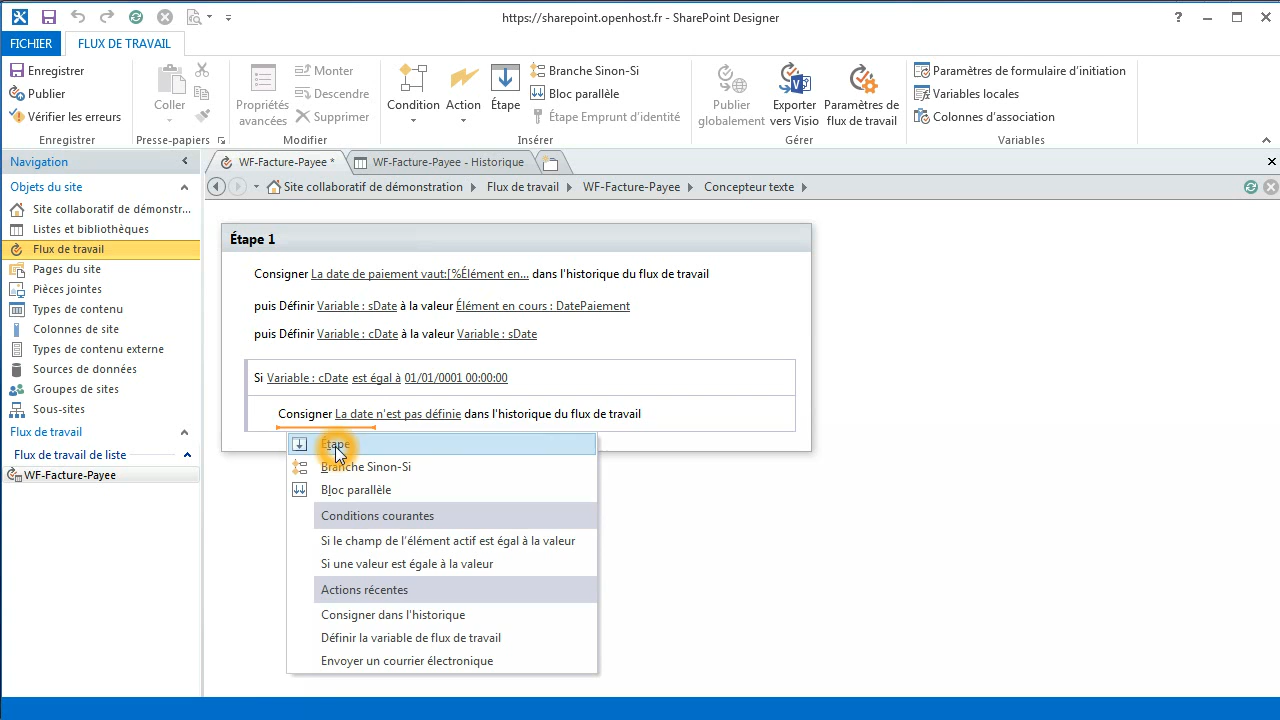 https://sharepoint.openhost.fr - SharePoint Designer
?
FICHIER
FLUX DE TRAVAIL
Enregistrer
Publier
Vérifier les erreurs
Enregistrer
Coller
Presse-papiers
Propriétés avancées
Monter
Descendre
Supprimer
Modifier
Condition
Action
Étape
Branche Sinon-Si
Bloc parallèle
Étape Emprunt d'identité
Insérer
Publier globalement
Exporter vers Visio
Paramètres de flux de travail
Gérer
Paramètres de formulaire d'initiation
Variables locales
Colonnes d'association
Variables
Navigation
WF-Facture-Payee *
WF-Facture-Payee - Historique
Site collaboratif de démonstration
Flux de travail
WF-Facture-Payee
Concepteur texte
Objets du site
Site collaboratif de démonstr...
Listes et bibliothèques
Flux de travail
Pages du site
Pièces jointes
Types de contenu
Colonnes de site
Types de contenu externe
Sources de données
Groupes de sites
Sous-sites
Flux de travail
Flux de travail de liste
WF-Facture-Payee
Étape 1
Consigner La date de paiement vaut:[%Élément en... dans l'historique du flux de travail
puis Définir Variable : sDate à la valeur Élément en cours : DatePaiement
puis Définir Variable : cDate à la valeur Variable : sDate
Si Variable : cDate est égal à 01/01/0001 00:00:00
Consigner La date n'est pas définie dans l'historique du flux de travail
Étape
Branche Sinon-Si
Bloc parallèle
Conditions courantes
Si le champ de l'élément actif est égal à la valeur
Si une valeur est égale à la valeur
Actions récentes
Consigner dans l'historique
Définir la variable de flux de travail
Envoyer un courrier électronique